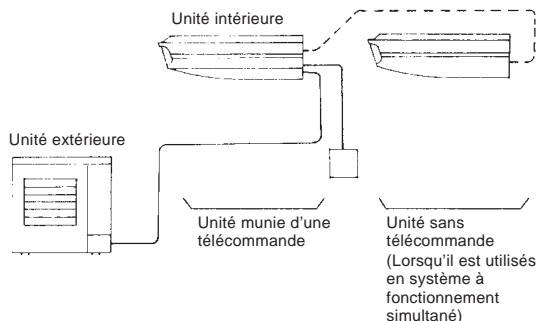 Unité intérieure
Unité extérieure
Unité munie d'une
télécommande
Unité sans
télécommande
(Lorsqu'il est utilisés
en système à
fonctionnement
simultané)